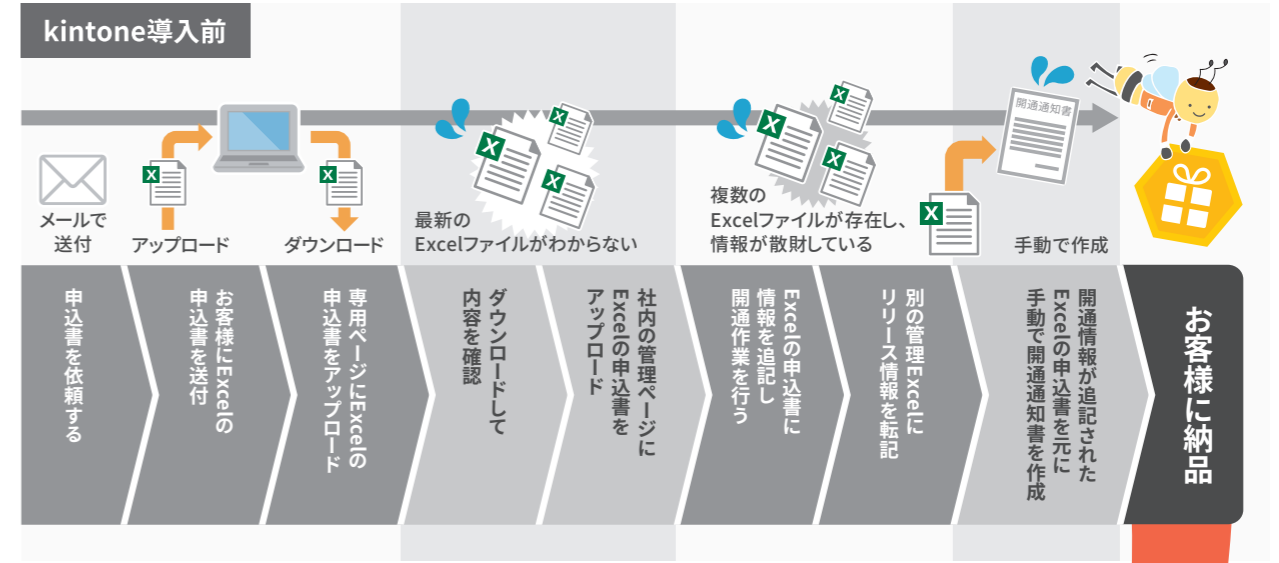 kintone導入前
メールで
送付
アップロード
ダウンロード
最新の
Excelファイルがわからない
複数の
Excelファイルが存在し、
情報が散財している
開通通知書
手動で作成
X
X
X
X
X
X
X
X
X
申込書を依頼する
お客様にExcelの
申込書を送付
専用ページにExcelの
申込書をアップロード
ダウンロードして
内容を確認
社内の管理ページに
Excelの申込書を
アップロード
Excelの申込書に
情報を追記し
開通作業を行う
別の管理Excelに
リリース情報を転記
開通情報が追記された
Excelの申込書を元に
手動で開通通知書を作成
お客様に納品